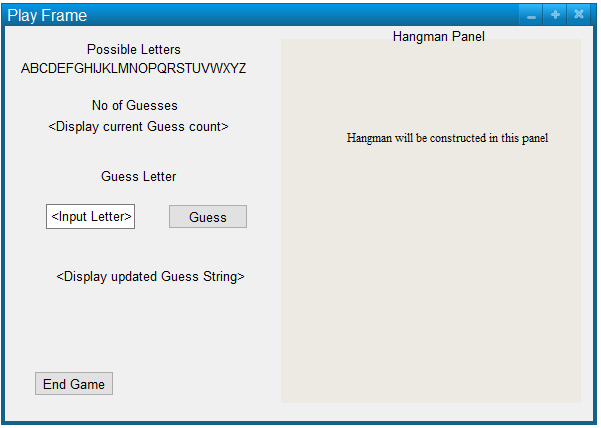 Play Frame
Possible Letters
ABCDEFGHIJKLMNOPQRSTUVWXYZ
No of Guesses
<Display current Guess count>
Guess Letter
<Input Letter>
Guess
<Display updated Guess String>
End Game
Hangman Panel
Hangman will be constructed in this panel